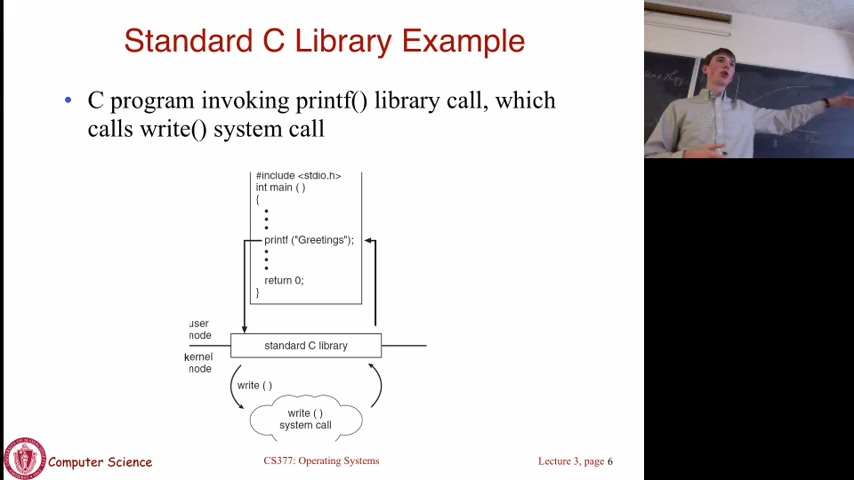 Standard C Library Example
• C program invoking printf() library call, which
calls write() system call
#include <stdio.h>
int main ( )
{
printf ("Greetings");
return 0;
}
user
mode
standard C library
kernel
mode
write ( )
write ( )
system call
Computer Science
CS377: Operating Systems
Lecture 3, page 6